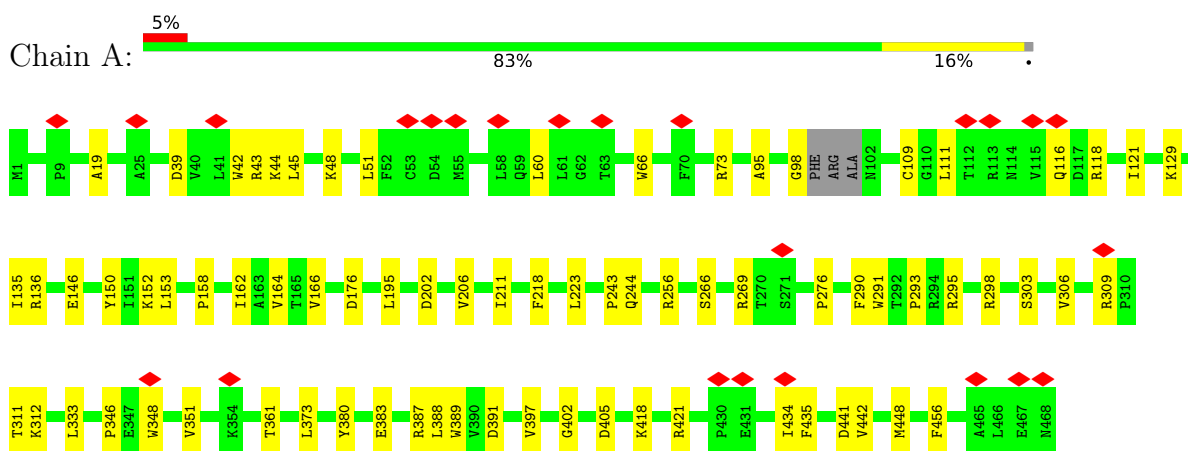 5%
Chain A:
83% 16% •
M1 P9 A19 A25 D39 V40 L41 W42 R43 K44 L45 K48 L51 F52 C53 D54 M55 L58 Q59 L60 L61 G62 T63 W66 F70 R73 A95 G98 PHE ARG ALA N102 C109 G110 L111 T112 R113 N114 V115 Q116 D117 R118 I121 K129
I135 R136 E146 Y150 I151 K152 L153 P158 I162 A163 V164 T165 V166 D176 L195 D202 V206 I211 F218 L223 P243 Q244 R256 S266 R269 T270 S271 P276 F290 W291 T292 P293 R294 R295 R298 S303 V306 R309 P310
T311 K312 L333 P346 E347 W348 V351 K354 T361 L373 Y380 E383 R387 L388 W389 V390 D391 V397 G402 D405 K418 R421 P430 E431 I434 F435 D441 V442 M448 F456 A465 L466 E467 N468